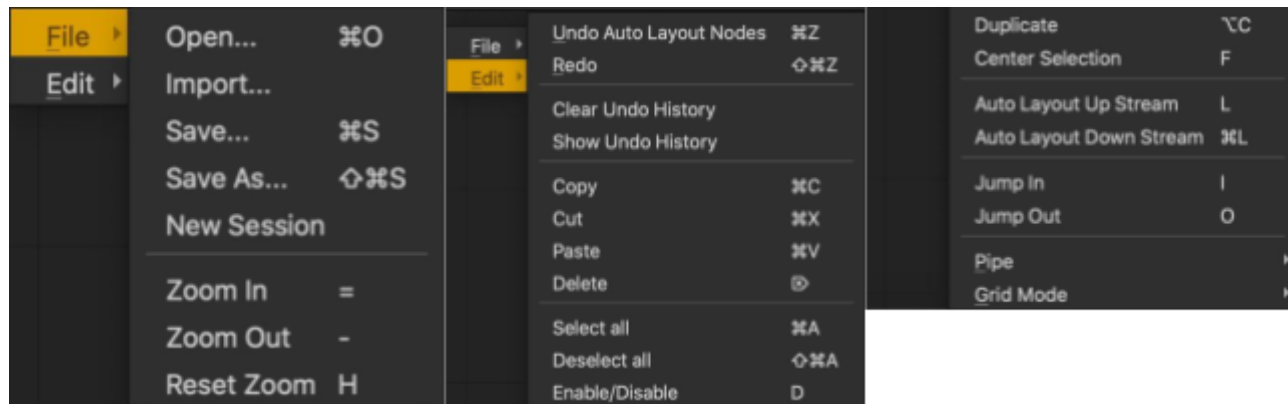 File
Edit
Open... ⌘O
Import...
Save... ⌘S
Save As... ⇧⌘S
New Session
Zoom In =
Zoom Out -
Reset Zoom H
File
Edit
Undo Auto Layout Nodes ⌘Z
Redo ⇧⌘Z
Clear Undo History
Show Undo History
Copy ⌘C
Cut ⌘X
Paste ⌘V
Delete ⌦
Select all ⌘A
Deselect all ⇧⌘A
Enable/Disable D
Duplicate ⌥C
Center Selection F
Auto Layout Up Stream L
Auto Layout Down Stream ⌘L
Jump In I
Jump Out O
Pipe
Grid Mode